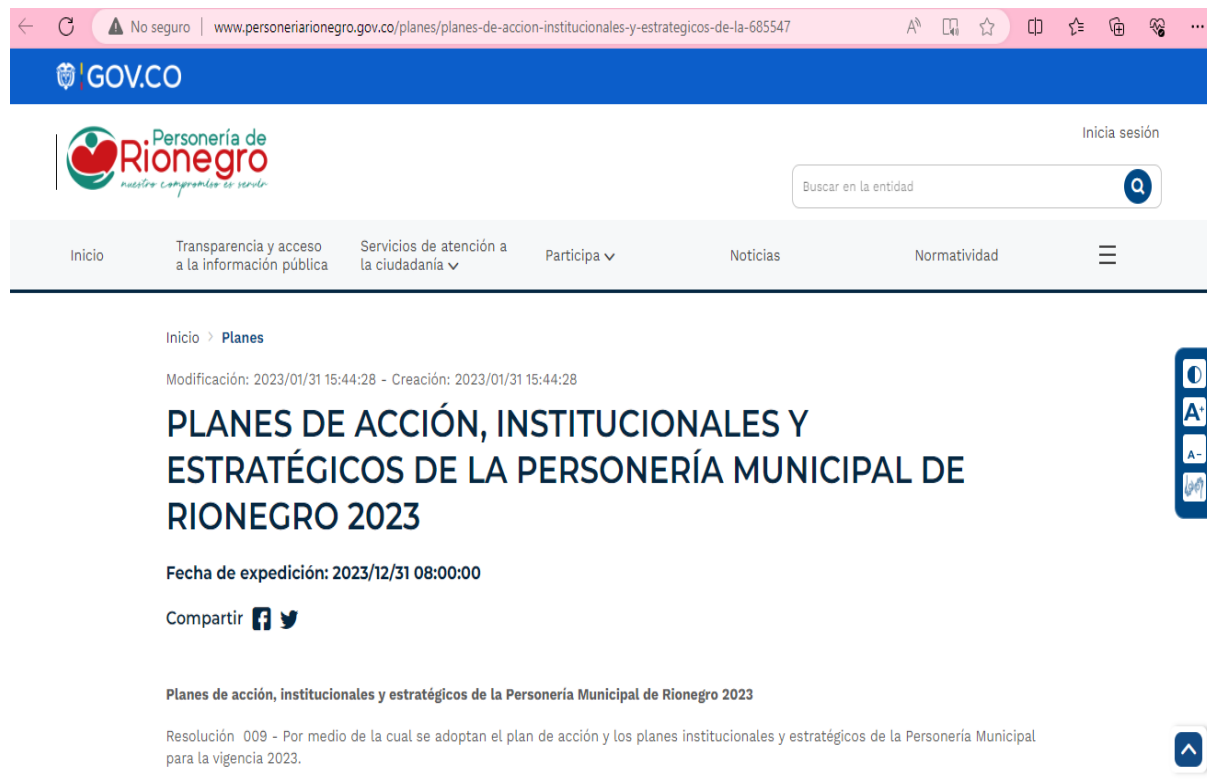 No seguro | www.personeriarionegro.gov.co/planes/planes-de-accion-institucionales-y-estrategicos-de-la-685547
GOV.CO
Personería de
Rionegro
nuestro compromiso es servir
Inicia sesión
Buscar en la entidad
Inicio
Transparencia y acceso
a la información pública
Servicios de atención a
la ciudadanía
Participa
Noticias
Normatividad
Inicio > Planes
Modificación: 2023/01/31 15:44:28 - Creación: 2023/01/31 15:44:28
PLANES DE ACCIÓN, INSTITUCIONALES Y
ESTRATÉGICOS DE LA PERSONERÍA MUNICIPAL DE
RIONEGRO 2023
A+
A-
Fecha de expedición: 2023/12/31 08:00:00
Compartir
Planes de acción, institucionales y estratégicos de la Personería Municipal de Rionegro 2023
Resolución 009 - Por medio de la cual se adoptan el plan de acción y los planes institucionales y estratégicos de la Personería Municipal
para la vigencia 2023.